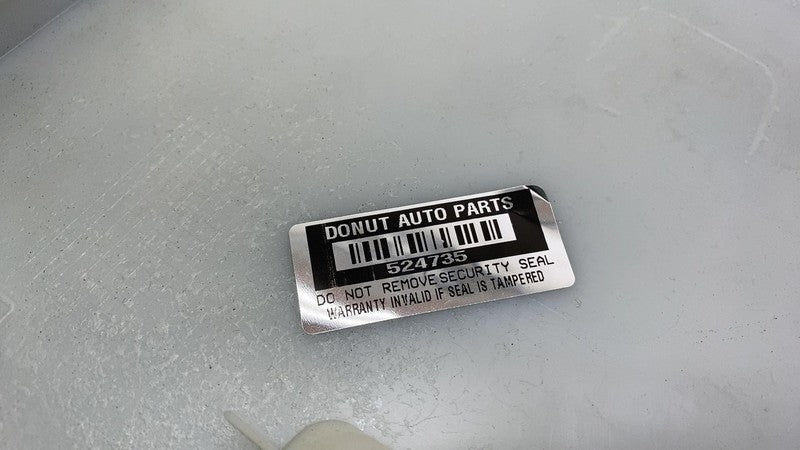 DONUT AUTO PARTS
524735
DO NOT REMOVE SECURITY SEAL
WARRANTY INVALID IF SEAL IS TAMPERED